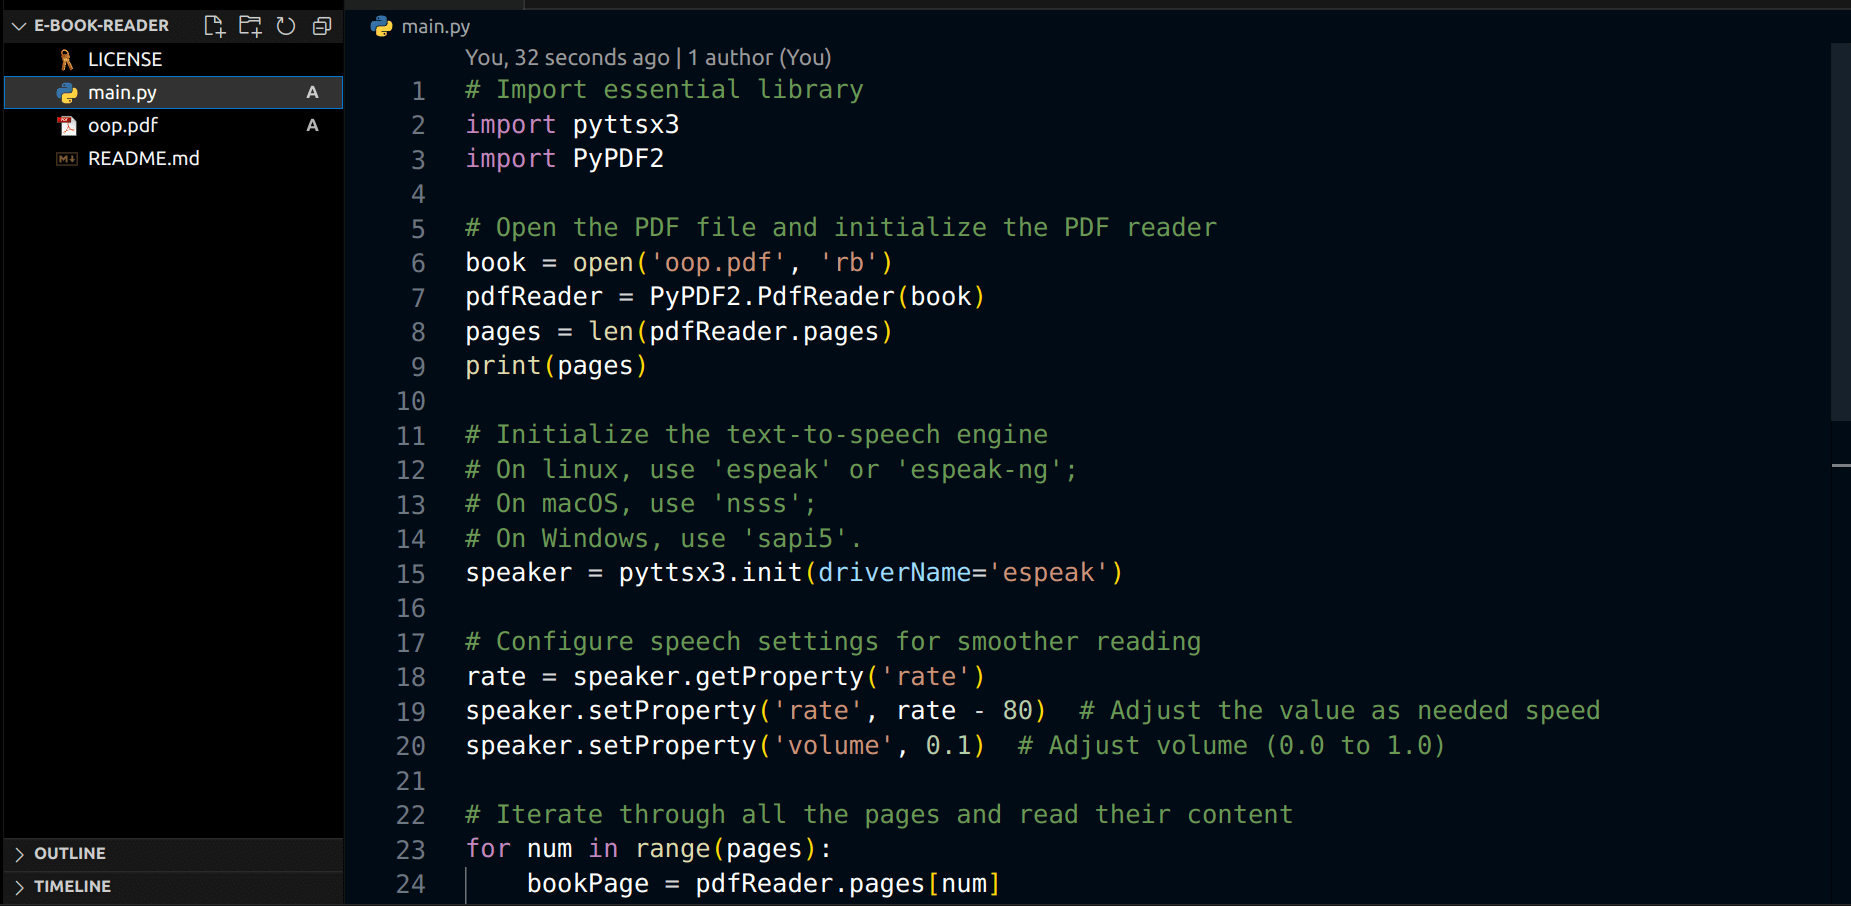 E-BOOK-READER
LICENSE
main.py A
oop.pdf A
README.md
OUTLINE
TIMELINE
main.py
You, 32 seconds ago | 1 author (You)
1 # Import essential library
2 import pyttsx3
3 import PyPDF2
4
5 # Open the PDF file and initialize the PDF reader
6 book = open('oop.pdf', 'rb')
7 pdfReader = PyPDF2.PdfReader(book)
8 pages = len(pdfReader.pages)
9 print(pages)
10
11 # Initialize the text-to-speech engine
12 # On linux, use 'espeak' or 'espeak-ng';
13 # On macOS, use 'nsss';
14 # On Windows, use 'sapi5'.
15 speaker = pyttsx3.init(driverName='espeak')
16
17 # Configure speech settings for smoother reading
18 rate = speaker.getProperty('rate')
19 speaker.setProperty('rate', rate - 80)  # Adjust the value as needed speed
20 speaker.setProperty('volume', 0.1)  # Adjust volume (0.0 to 1.0)
21
22 # Iterate through all the pages and read their content
23 for num in range(pages):
24     bookPage = pdfReader.pages[num]